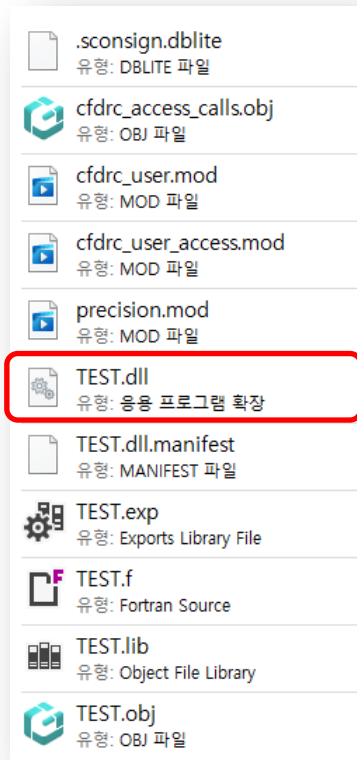 .sconsign.dblite
유형: DBLITE 파일
cfdrc_access_calls.obj
유형: OBJ 파일
cfdrc_user.mod
유형: MOD 파일
cfdrc_user_access.mod
유형: MOD 파일
precision.mod
유형: MOD 파일
TEST.dll
유형: 응용 프로그램 확장
TEST.dll.manifest
유형: MANIFEST 파일
TEST.exp
유형: Exports Library File
TEST.f
유형: Fortran Source
TEST.lib
유형: Object File Library
TEST.obj
유형: OBJ 파일